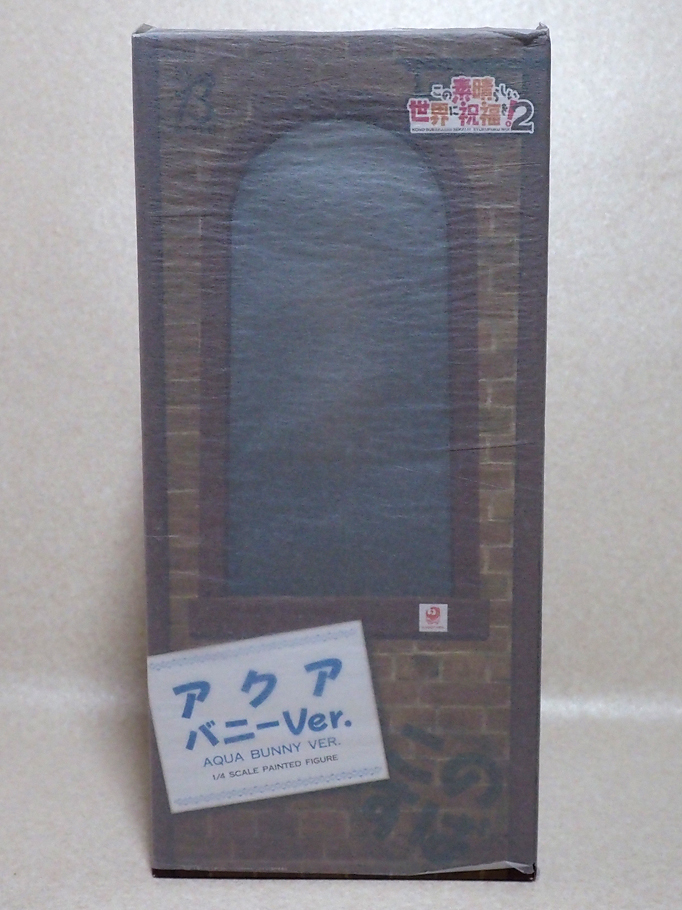 この素晴らしい
世界に祝福を!2
アクア
バニーVer.
AQUA BUNNY VER.
1/4 SCALE PAINTED FIGURE
この
すば